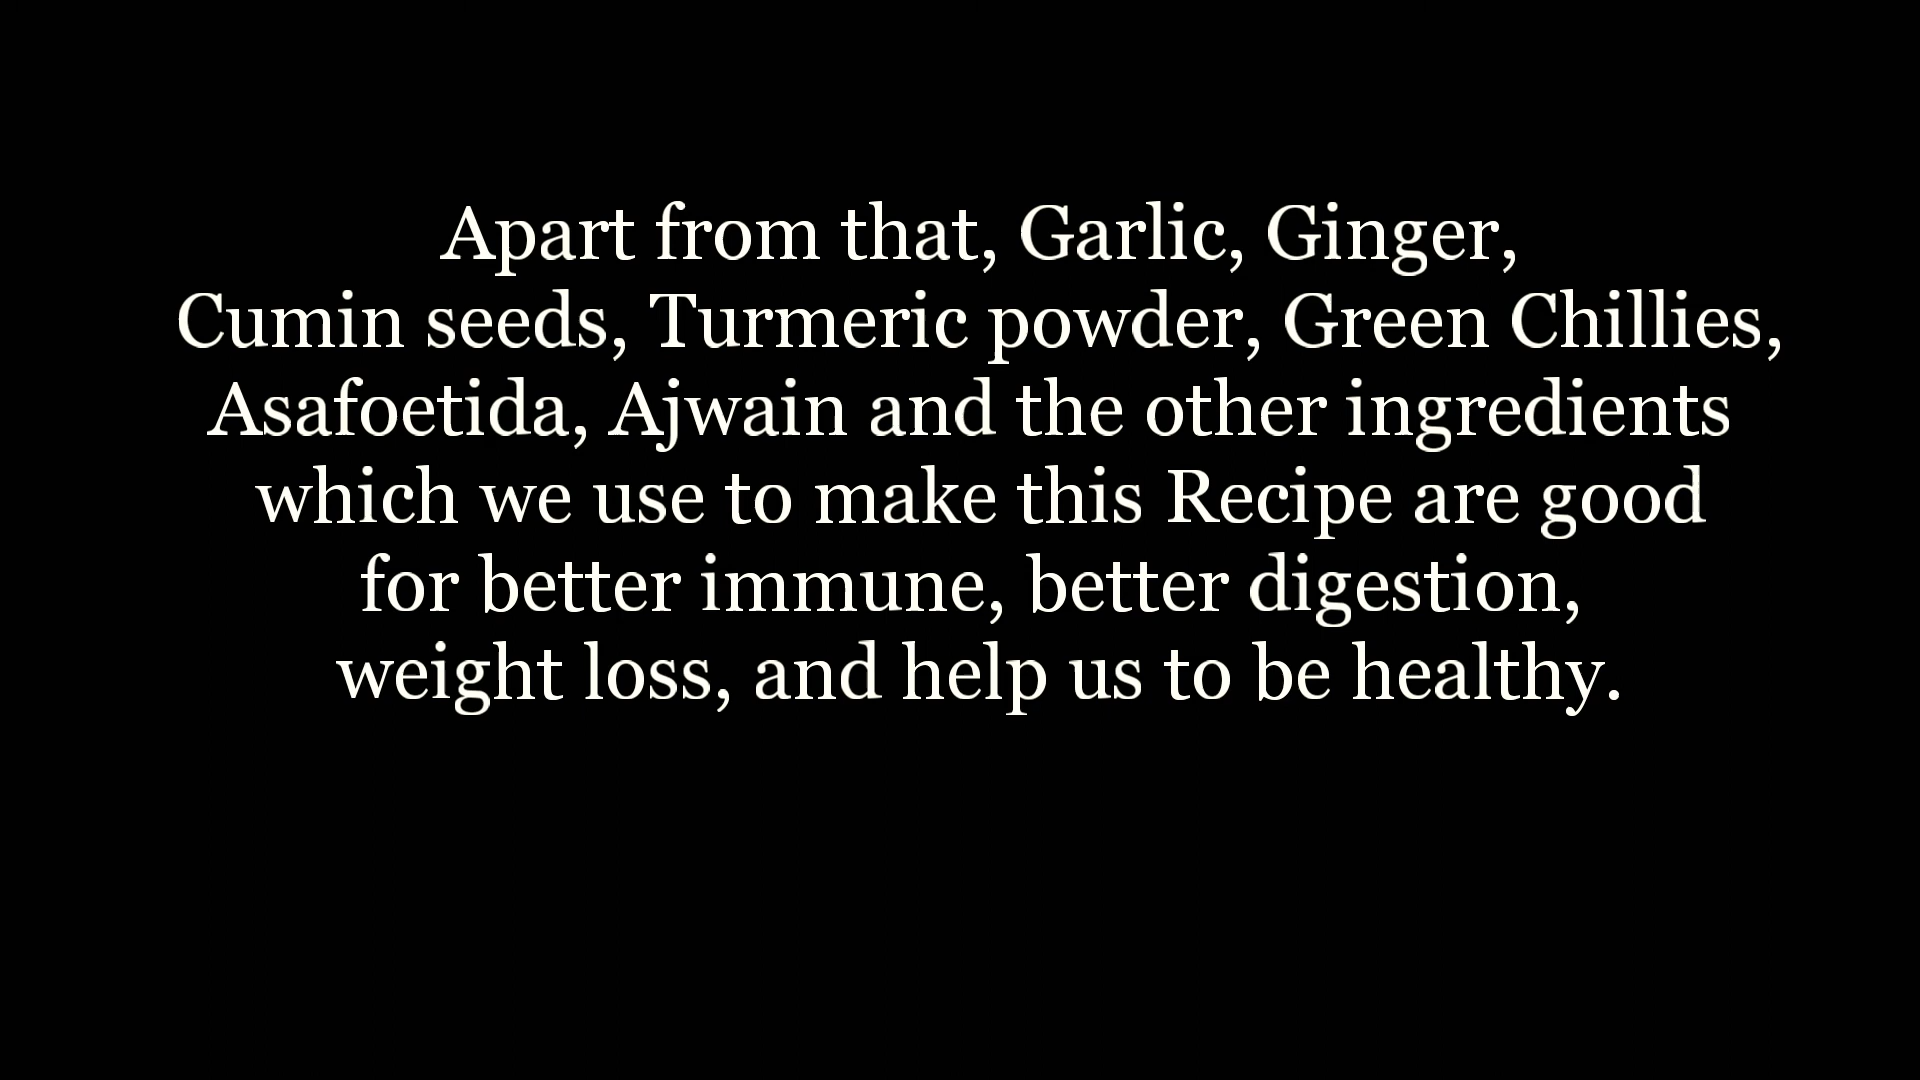 Apart from that, Garlic, Ginger,
Cumin seeds, Turmeric powder, Green Chillies,
Asafoetida, Ajwain and the other ingredients
which we use to make this Recipe are good
for better immune, better digestion,
weight loss, and help us to be healthy.